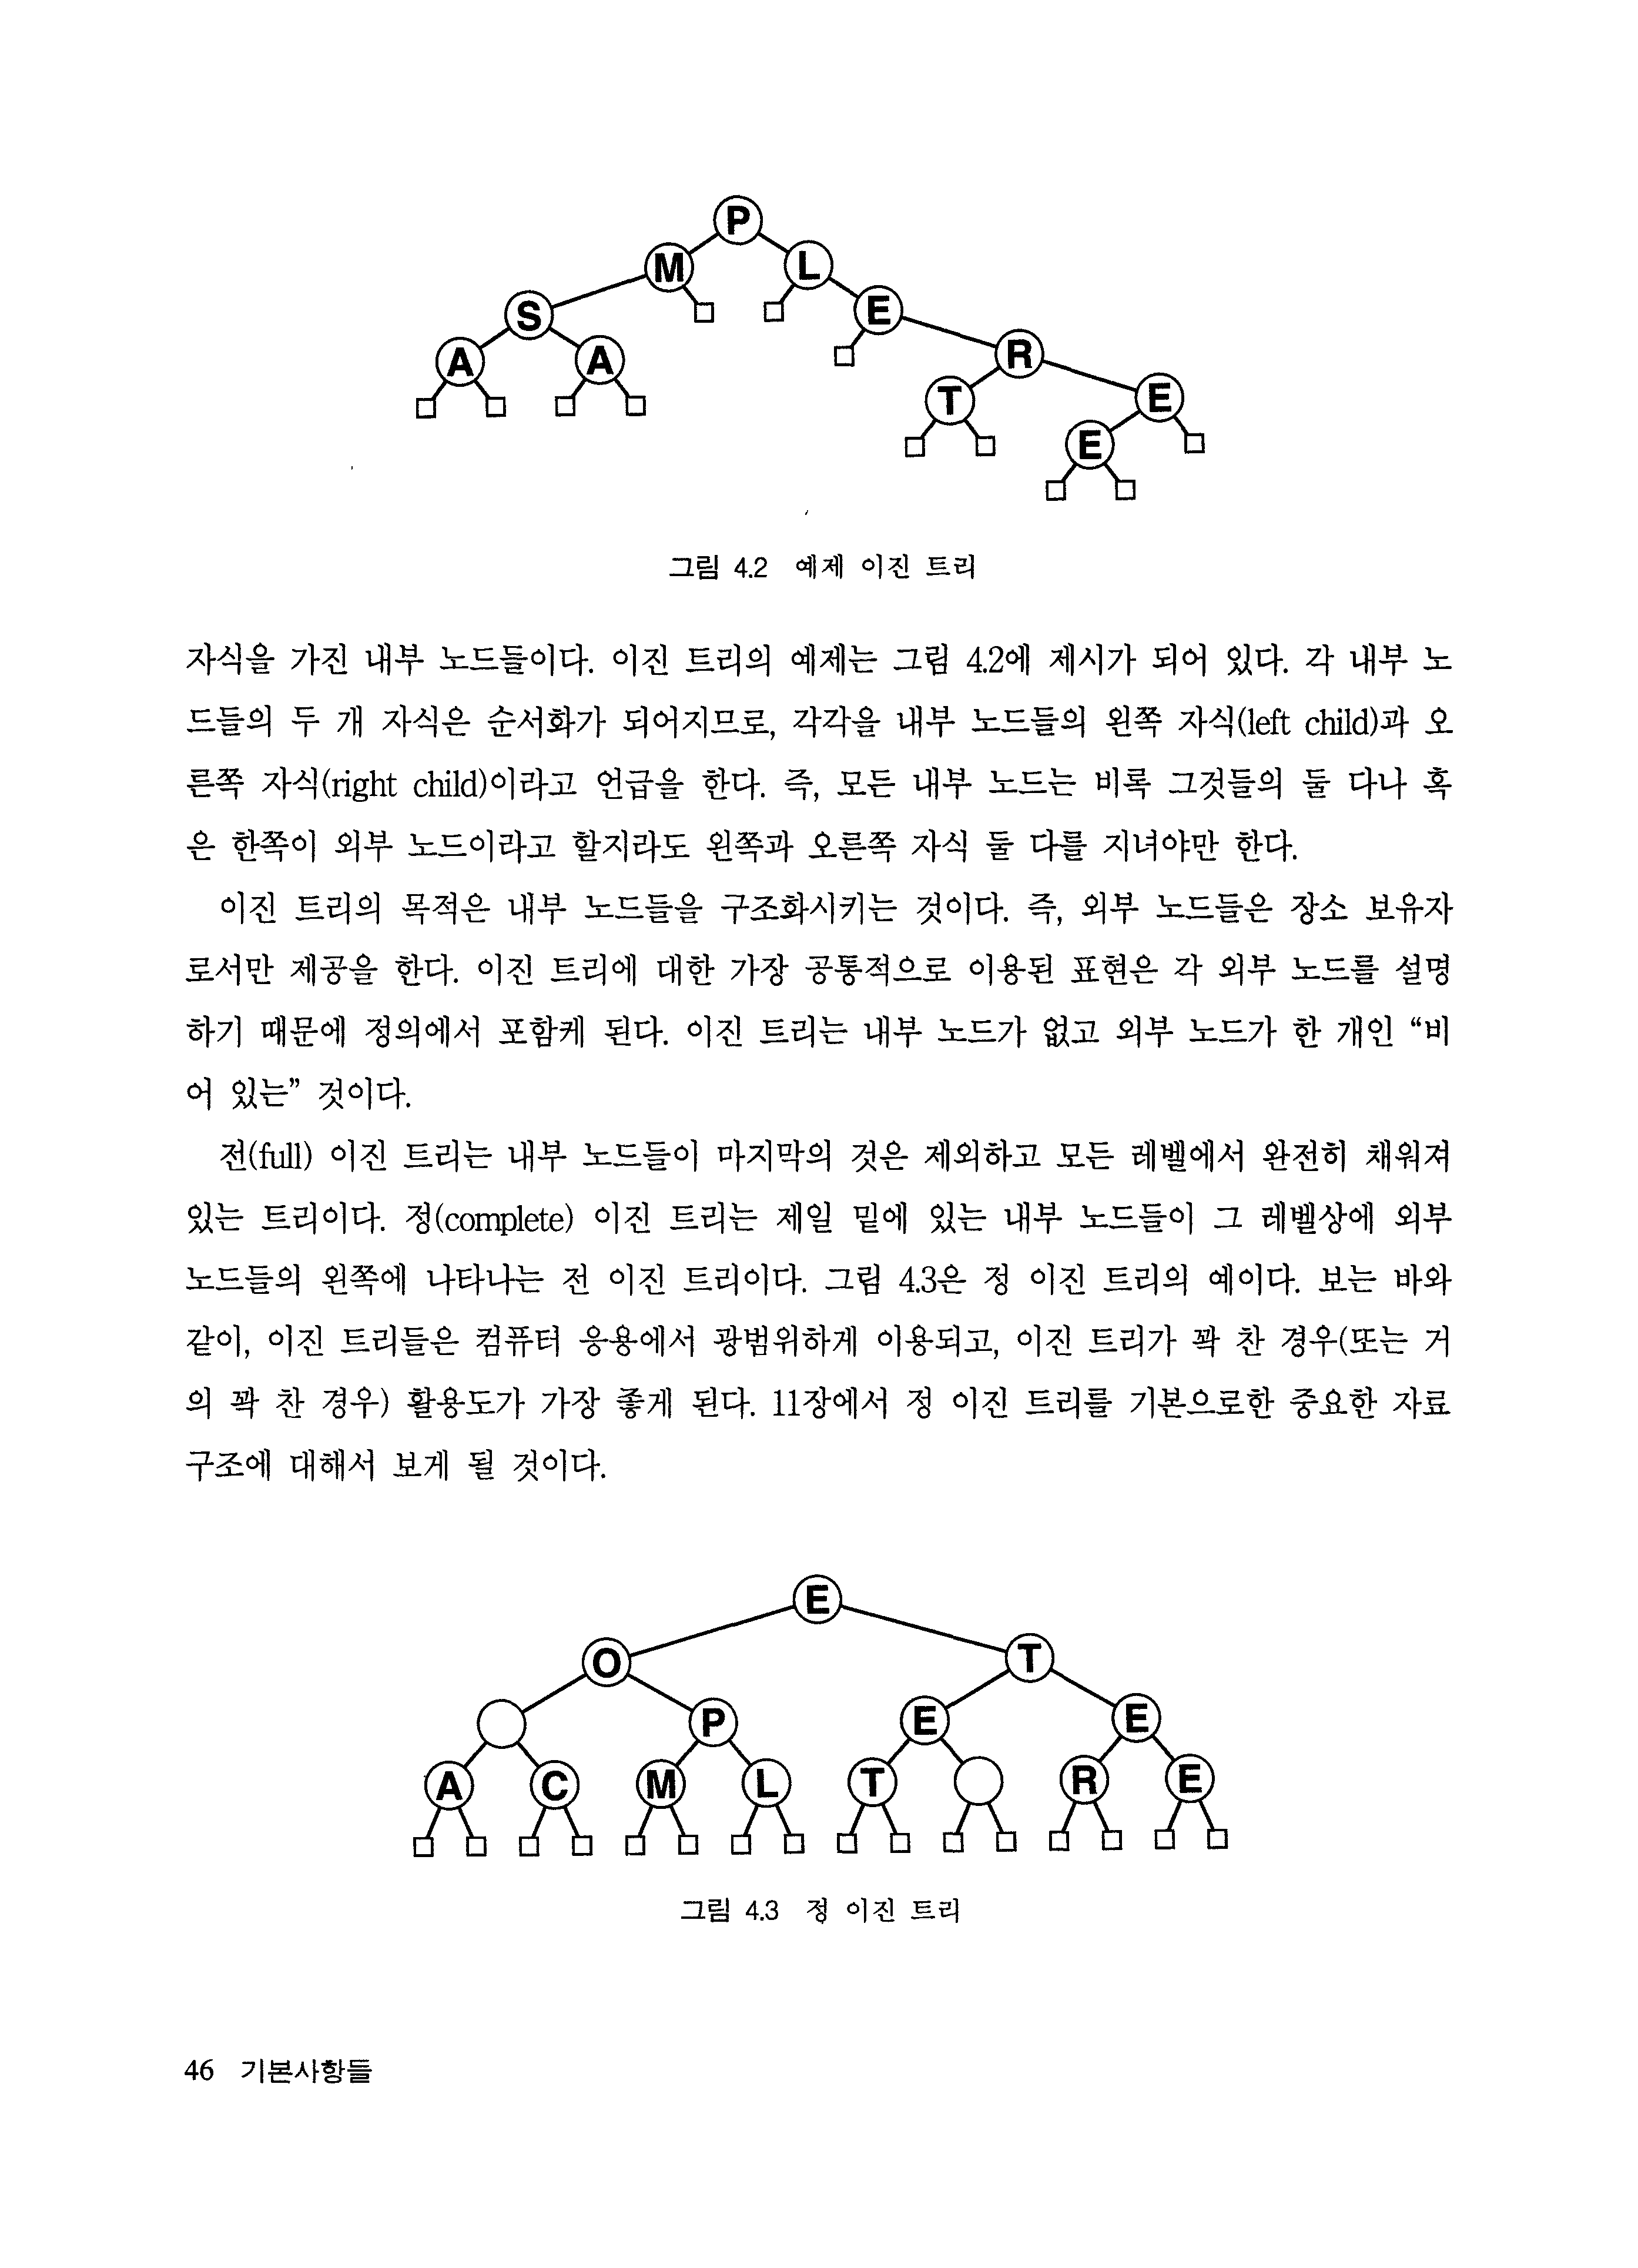 P
M L
S E
A A R
T E
E
그림 4.2 예제 이진 트리
자식을 가진 내부 노드들이다. 이진 트리의 예제는 그림 4.2에 제시가 되어 있다. 각 내부 노
드들의 두 개 자식은 순서화가 되어지므로, 각각을 내부 노드들의 왼쪽 자식(left child)과 오
른쪽 자식(right child)이라고 언급을 한다. 즉, 모든 내부 노드는 비록 그것들의 둘 다나 혹
은 한쪽이 외부 노드이라고 할지라도 왼쪽과 오른쪽 자식 둘 다를 지녀야만 한다.
이진 트리의 목적은 내부 노드들을 구조화시키는 것이다. 즉, 외부 노드들은 장소 보유자
로서만 제공을 한다. 이진 트리에 대한 가장 공통적으로 이용된 표현은 각 외부 노드를 설명
하기 때문에 정의에서 포함케 된다. 이진 트리는 내부 노드가 없고 외부 노드가 한 개인 “비
어 있는” 것이다.
전(full) 이진 트리는 내부 노드들이 마지막의 것은 제외하고 모든 레벨에서 완전히 채워져
있는 트리이다. 정(complete) 이진 트리는 제일 밑에 있는 내부 노드들이 그 레벨상에 외부
노드들의 왼쪽에 나타나는 전 이진 트리이다. 그림 4.3은 정 이진 트리의 예이다. 보는 바와
같이, 이진 트리들은 컴퓨터 응용에서 광범위하게 이용되고, 이진 트리가 꽉 찬 경우(또는 거
의 꽉 찬 경우) 활용도가 가장 좋게 된다. 11장에서 정 이진 트리를 기본으로한 중요한 자료
구조에 대해서 보게 될 것이다.
E
O T
P E E
A C M L T R E
그림 4.3 정 이진 트리
46 기본사항들